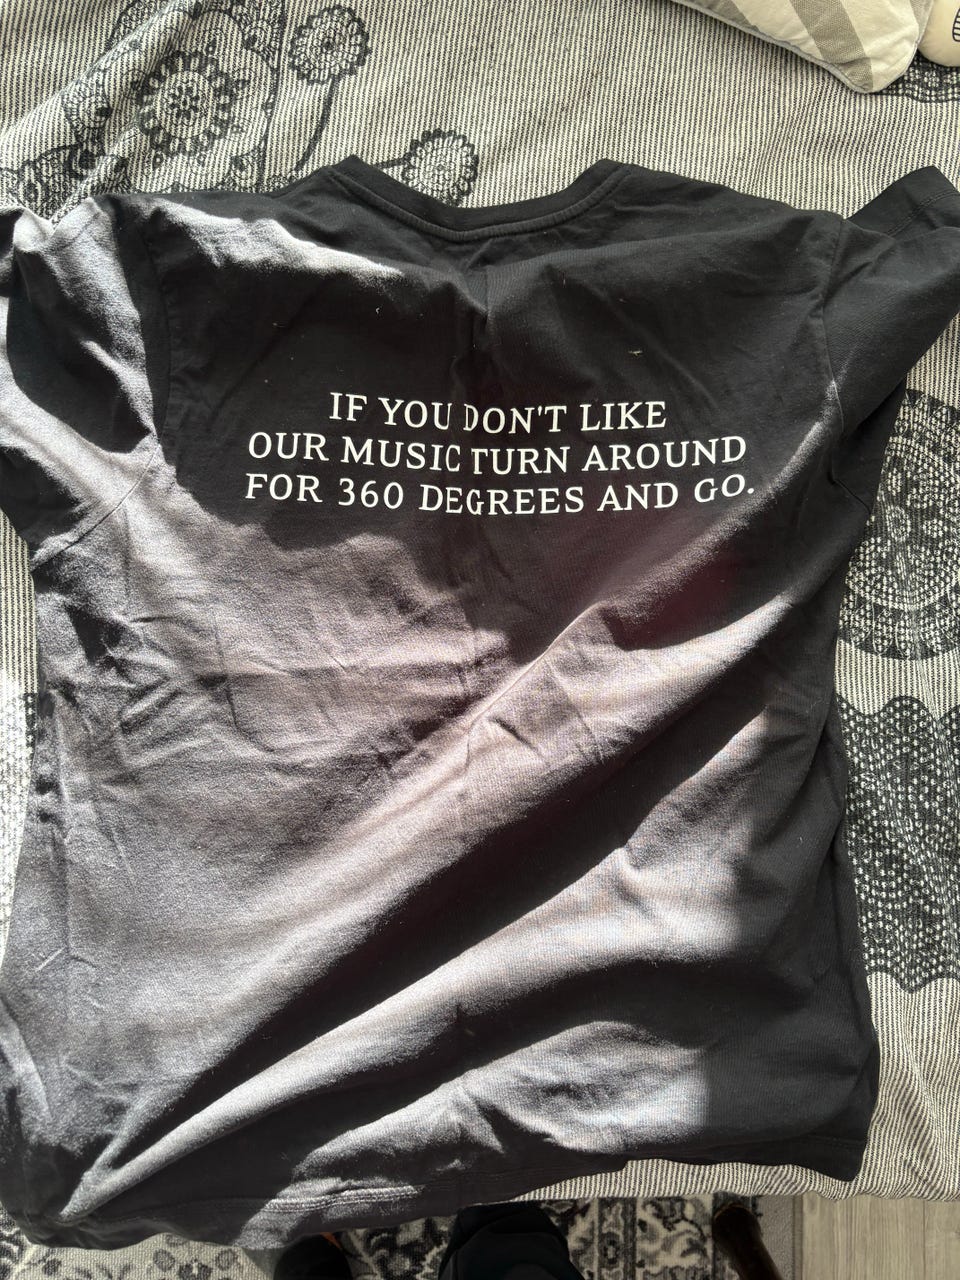 IF YOU DON'T LIKE
OUR MUSIC TURN AROUND
FOR 360 DEGREES AND GO.